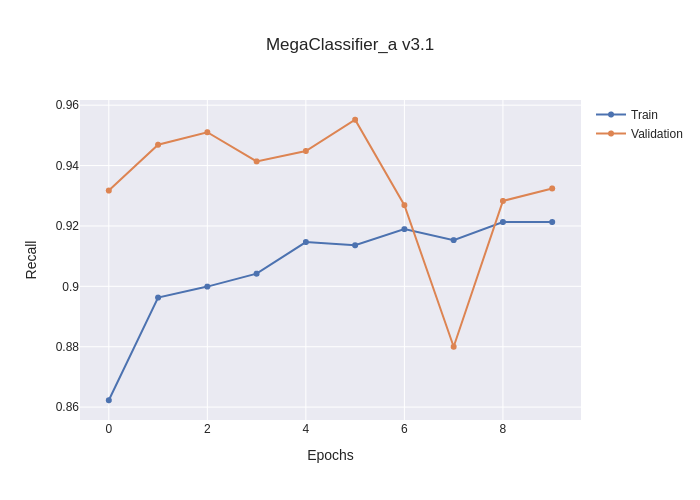 MegaClassifier_a v3.1
Train
Validation
0.96
0.94
0.92
0.9
0.88
0.86
Recall
0 2 4 6 8
Epochs